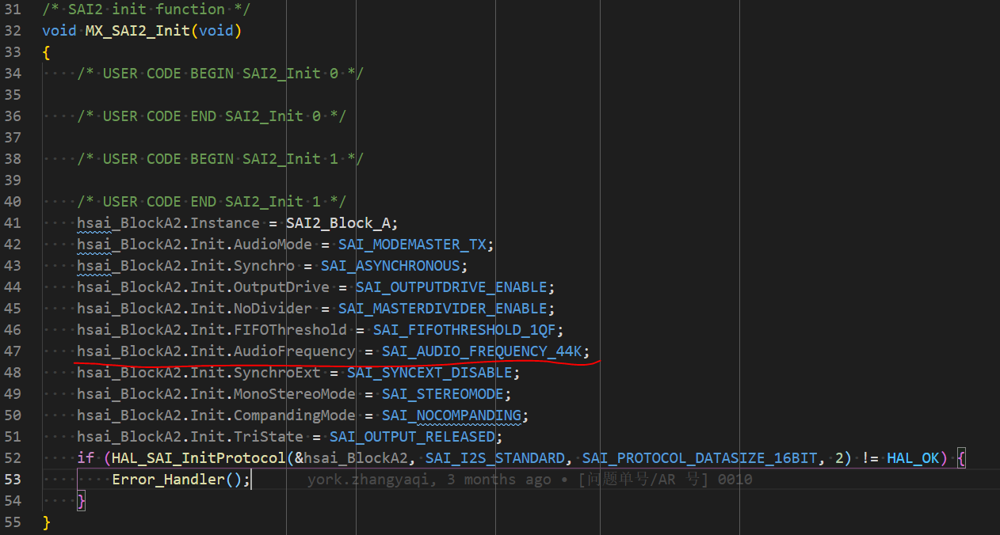 31 /* SAI2 init function */
32 void MX_SAI2_Init(void)
33 {
34     /* USER CODE BEGIN SAI2_Init 0 */
35
36     /* USER CODE END SAI2_Init 0 */
37
38     /* USER CODE BEGIN SAI2_Init 1 */
39
40     /* USER CODE END SAI2_Init 1 */
41     hsai_BlockA2.Instance = SAI2_Block_A;
42     hsai_BlockA2.Init.AudioMode = SAI_MODEMASTER_TX;
43     hsai_BlockA2.Init.Synchro = SAI_ASYNCHRONOUS;
44     hsai_BlockA2.Init.OutputDrive = SAI_OUTPUTDRIVE_ENABLE;
45     hsai_BlockA2.Init.NoDivider = SAI_MASTERDIVIDER_ENABLE;
46     hsai_BlockA2.Init.FIFOThreshold = SAI_FIFOTHRESHOLD_1QF;
47     hsai_BlockA2.Init.AudioFrequency = SAI_AUDIO_FREQUENCY_44K;
48     hsai_BlockA2.Init.SynchroExt = SAI_SYNCEXT_DISABLE;
49     hsai_BlockA2.Init.MonoStereoMode = SAI_STEREOMODE;
50     hsai_BlockA2.Init.CompandingMode = SAI_NOCOMPANDING;
51     hsai_BlockA2.Init.TriState = SAI_OUTPUT_RELEASED;
52     if (HAL_SAI_InitProtocol(&hsai_BlockA2, SAI_I2S_STANDARD, SAI_PROTOCOL_DATASIZE_16BIT, 2) != HAL_OK) {
53         Error_Handler(); york.zhangyaqi, 3 months ago • [问题单号/AR 号] 0010
54     }
55 }